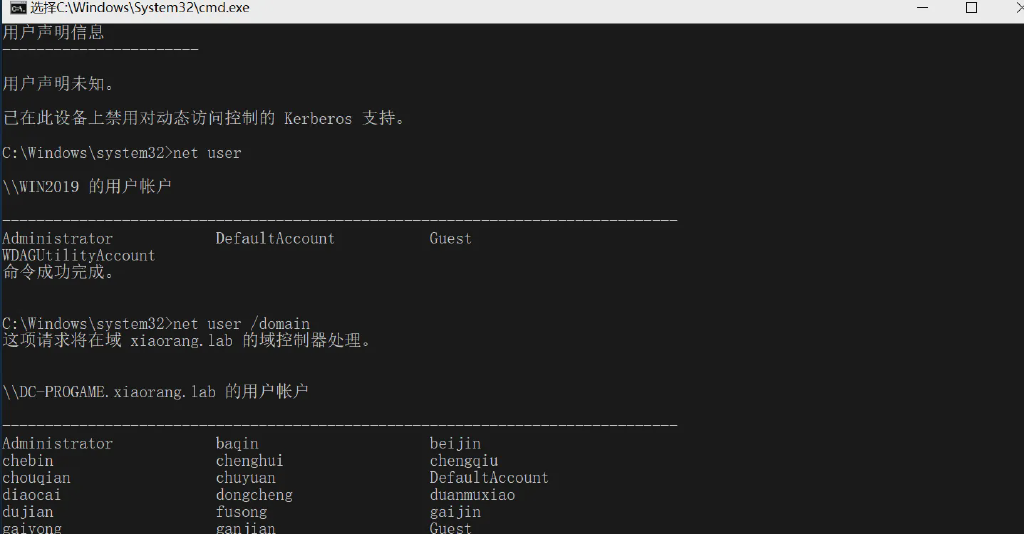 选择C:\Windows\System32\cmd.exe
用户声明信息
-----------------------
用户声明未知。
已在此设备上禁用对动态访问控制的 Kerberos 支持。
C:\Windows\system32>net user
\\WIN2019 的用户帐户
-------------------------------------------------------------------------------
Administrator DefaultAccount Guest
WDAGUtilityAccount
命令成功完成。
C:\Windows\system32>net user /domain
这项请求将在域 xiaorang.lab 的域控制器处理。
\\DC-PROGAME.xiaorang.lab 的用户帐户
-------------------------------------------------------------------------------
Administrator baqin beijin
chebin chenghui chengqiu
chouqian chuyuan DefaultAccount
diaocai dongcheng duanmuxiao
dujian fusong gaijin
gaiyong ganjian Guest